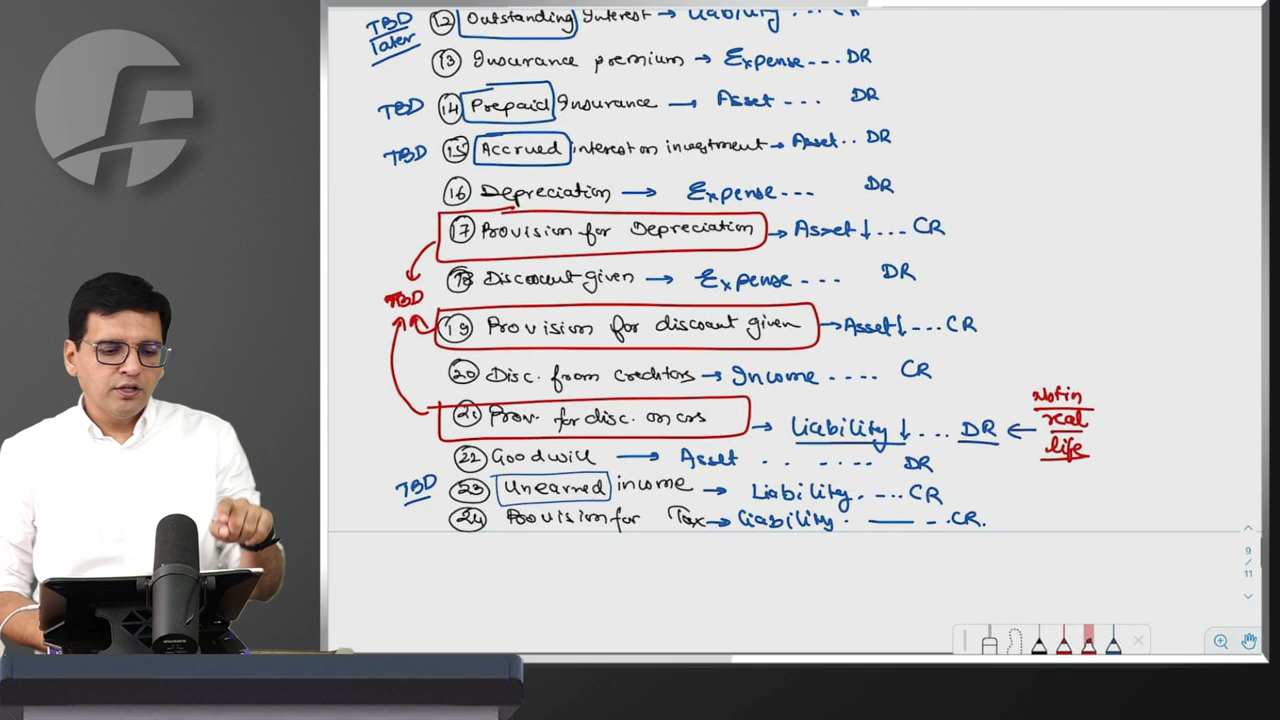 TBD later (12) Outstanding Interest → Liability ... CR
(13) Insurance premium → Expense --- DR
TBD (14) Prepaid Insurance → Asset --- DR
TBD (15) Accrued interest on investment → Asset .. DR
(16) Depreciation → Expense --- DR
(17) Provision for Depreciation → Asset ↓ ... CR
(18) Discount given → Expense --- DR
TBD
(19) Provision for discount given → Asset ↓ ... CR
(20) Disc. from creditors → Income .... CR
(21) Prov. for disc. on crs → Liability ↓ ... DR ← Not in real life
(22) Goodwill → Asset . . .... DR
TBD (23) Unearned income → Liability. -... CR
(24) Provision for Tax → Liability. — -.. CR.
9
/
11